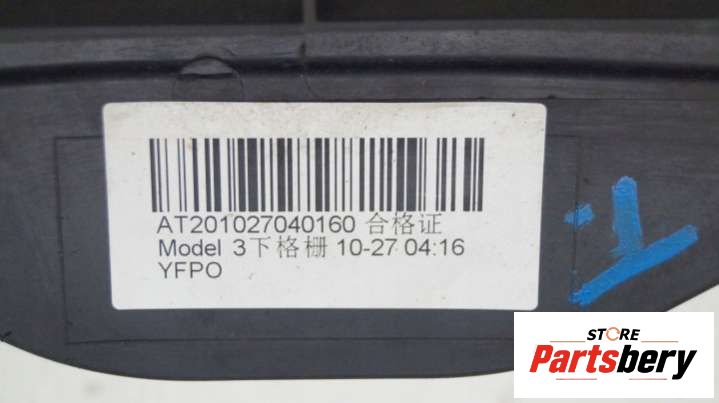 AT201027040160 合格证
Model 3下格栅 10-27 04:16
YFPO
STORE
Partsbery